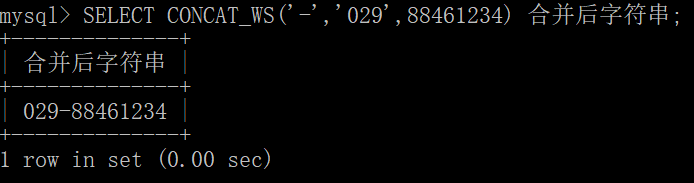 mysql> SELECT CONCAT_WS('-','029',88461234) 合并后字符串;
+--------------+
| 合并后字符串 |
+--------------+
| 029-88461234 |
+--------------+
1 row in set (0.00 sec)